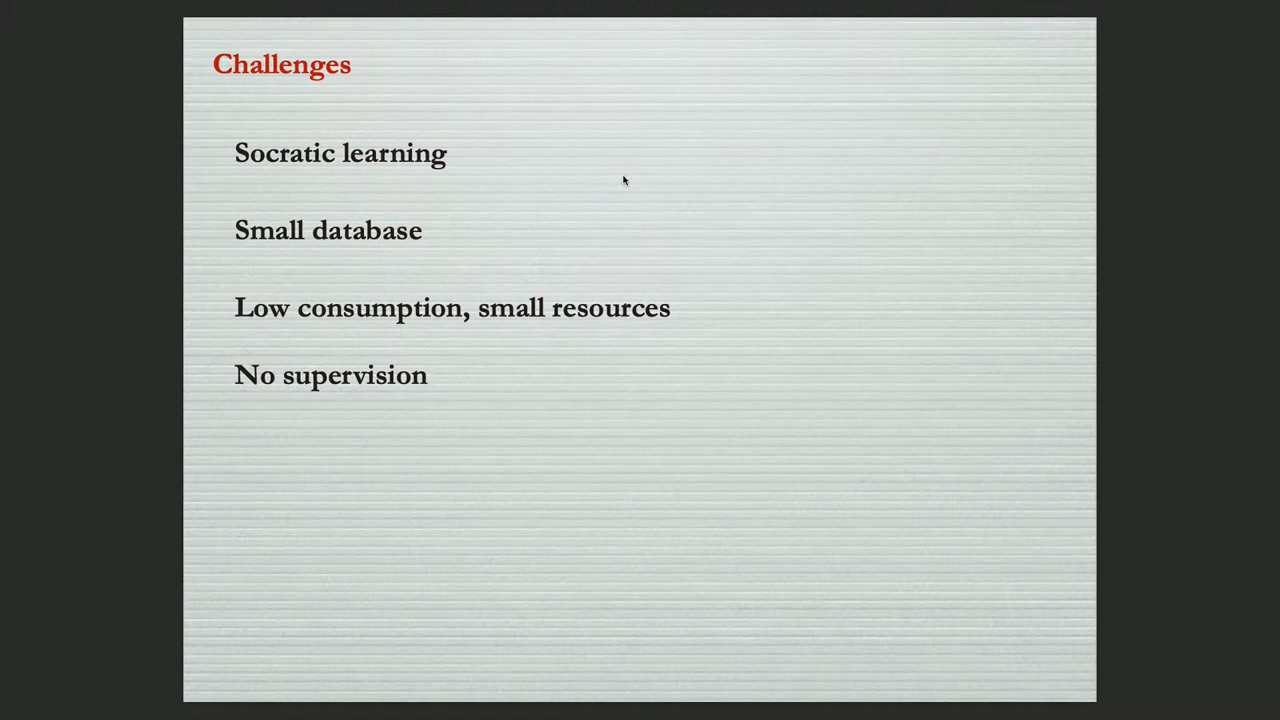 Challenges
Socratic learning
Small database
Low consumption, small resources
No supervision